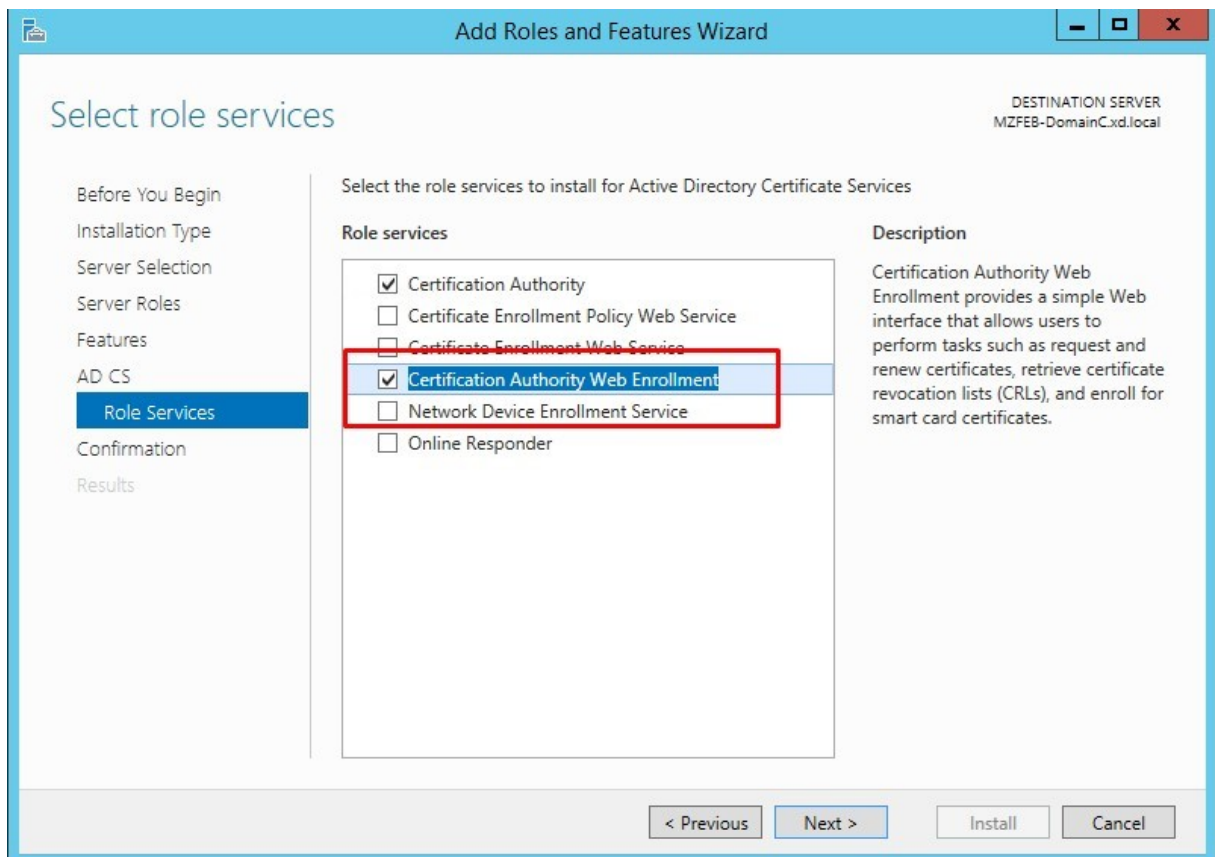 Add Roles and Features Wizard
Select role services
DESTINATION SERVER
MZFEB-DomainC.xd.local
Before You Begin
Installation Type
Server Selection
Server Roles
Features
AD CS
Role Services
Confirmation
Results
Select the role services to install for Active Directory Certificate Services
Role services
Certification Authority
Certificate Enrollment Policy Web Service
Certificate Enrollment Web Service
Certification Authority Web Enrollment
Network Device Enrollment Service
Online Responder
Description
Certification Authority Web
Enrollment provides a simple Web
interface that allows users to
perform tasks such as request and
renew certificates, retrieve certificate
revocation lists (CRLs), and enroll for
smart card certificates.
< Previous
Next >
Install
Cancel